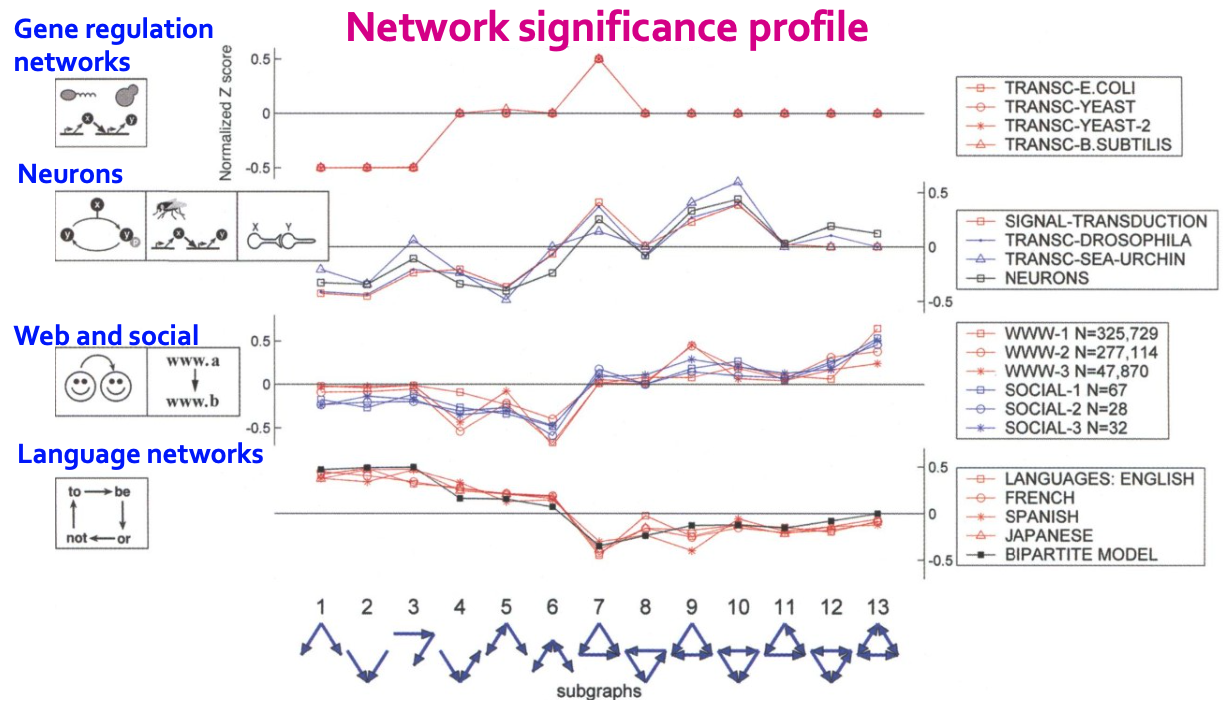 Network significance profile
Gene regulation
networks
x
y
Normalized Z score
0.5
0
-0.5
TRANSC-E.COLI
TRANSC-YEAST
TRANSC-YEAST-2
TRANSC-B.SUBTILIS
Neurons
x
y
y
p
x
y
X
Y
0.5
0
-0.5
SIGNAL-TRANSDUCTION
TRANSC-DROSOPHILA
TRANSC-SEA-URCHIN
NEURONS
Web and social
www.a
www.b
0.5
0
-0.5
WWW-1 N=325,729
WWW-2 N=277,114
WWW-3 N=47,870
SOCIAL-1 N=67
SOCIAL-2 N=28
SOCIAL-3 N=32
Language networks
to be
not or
0.5
0
-0.5
LANGUAGES: ENGLISH
FRENCH
SPANISH
JAPANESE
BIPARTITE MODEL
1 2 3 4 5 6 7 8 9 10 11 12 13
subgraphs